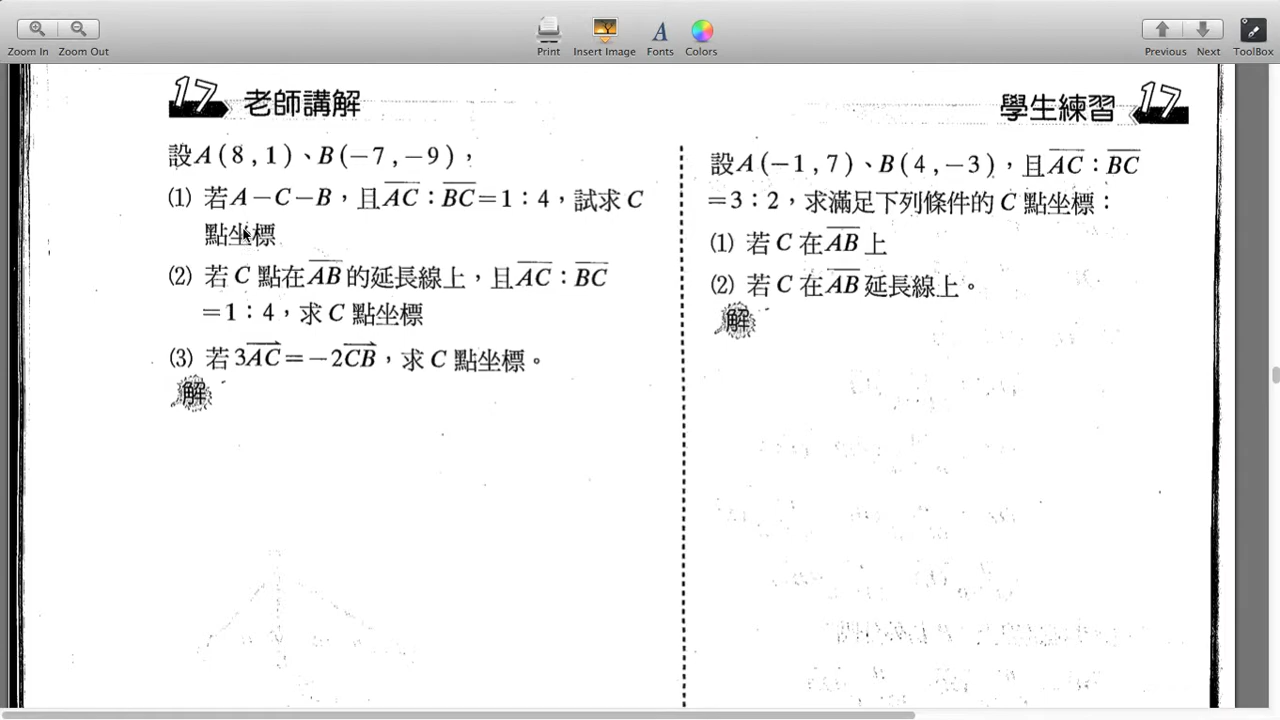 Zoom In
Zoom Out
Print
Insert Image
Fonts
Colors
Previous
Next
ToolBox
17 老師講解
設A(8,1)、B(-7,-9),
(1) 若A-C-B,且AC:BC=1:4,試求C
點坐標
(2) 若C點在AB的延長線上,且AC:BC
=1:4,求C點坐標
(3) 若3AC=-2CB,求C點坐標。
解
學生練習 17
設A(-1,7)、B(4,-3),且AC:BC
=3:2,求滿足下列條件的C點坐標:
(1) 若C在AB上
(2) 若C在AB延長線上。
解